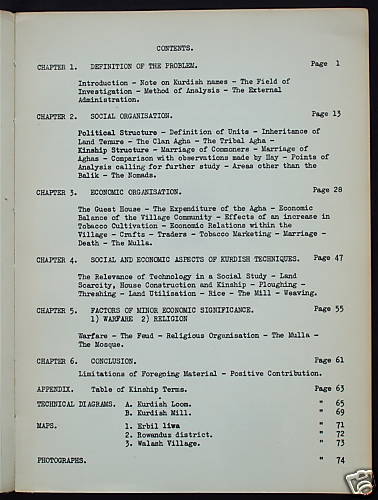 CONTENTS.
CHAPTER 1. DEFINITION OF THE PROBLEM. Page 1
Introduction - Note on Kurdish names - The Field of
Investigation - Method of Analysis - The External
Administration.
CHAPTER 2. SOCIAL ORGANISATION. Page 13
Political Structure - Definition of Units - Inheritance of
Land Tenure - The Clan Agha - The Tribal Agha -
Kinship Structure - Marriage of Commoners - Marriage of
Aghas - Comparison with observations made by Hay - Points of
Analysis calling for further study - Areas other than the
Balik - The Nomads.
CHAPTER 3. ECONOMIC ORGANISATION. Page 28
The Guest House - The Expenditure of the Agha - Economic
Balance of the Village Community - Effects of an increase in
Tobacco Cultivation - Economic Relations within the
Village - Crafts - Traders - Tobacco Marketing - Marriage -
Death - The Mulla.
CHAPTER 4. SOCIAL AND ECONOMIC ASPECTS OF KURDISH TECHNIQUES. Page 47
The Relevance of Technology in a Social Study - Land
Scarcity, House Construction and Kinship - Ploughing -
Threshing - Land Utilisation - Rice - The Mill - Weaving.
CHAPTER 5. FACTORS OF MINOR ECONOMIC SIGNIFICANCE. Page 55
1) WARFARE 2) RELIGION
Warfare - The Feud - Religious Organisation - The Mulla -
The Mosque.
CHAPTER 6. CONCLUSION. Page 61
Limitations of Foregoing Material - Positive Contribution.
APPENDIX. Table of Kinship Terms. Page 63
TECHNICAL DIAGRAMS. A. Kurdish Loom. " 65
B. Kurdish Mill. " 69
MAPS. 1. Erbil liwa " 71
2. Rowanduz district. " 72
3. Walash Village. " 73
PHOTOGRAPHS. " 74